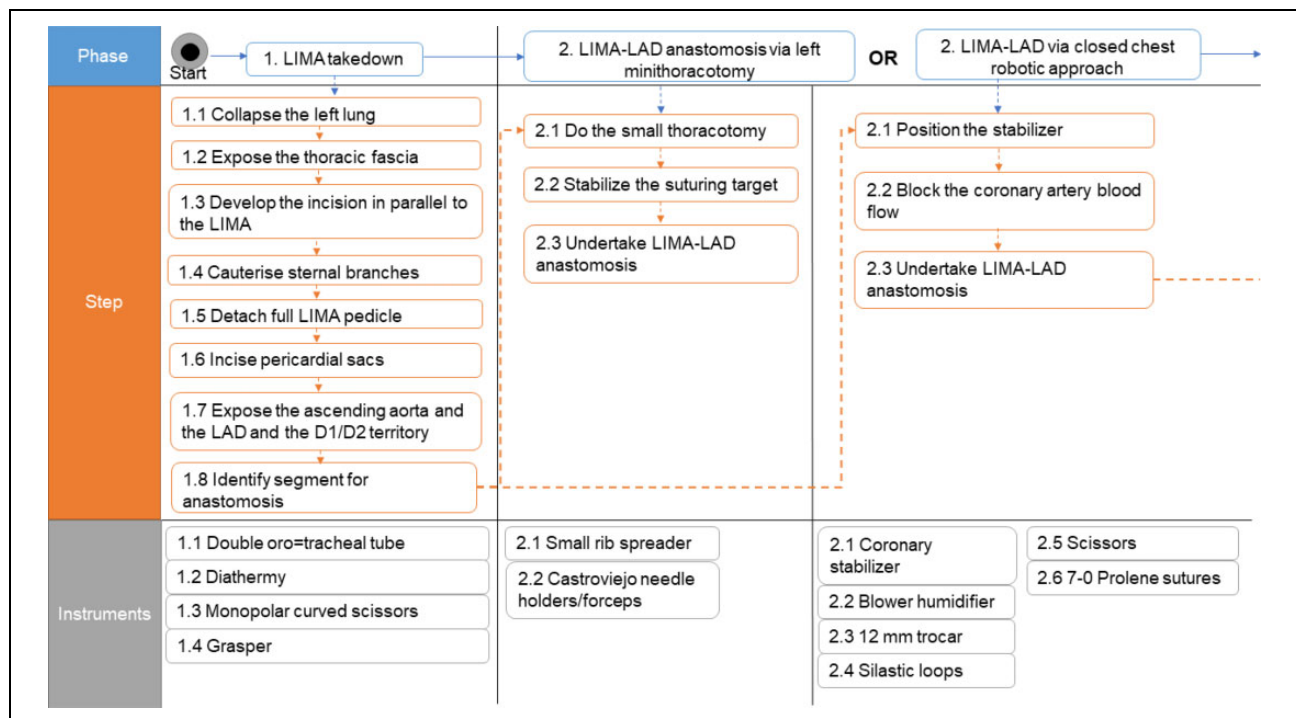 Phase
Start
1. LIMA takedown
2. LIMA-LAD anastomosis via left
minithoracotomy
OR
2. LIMA-LAD via closed chest
robotic approach
Step
1.1 Collapse the left lung
1.2 Expose the thoracic fascia
1.3 Develop the incision in parallel to
the LIMA
1.4 Cauterise sternal branches
1.5 Detach full LIMA pedicle
1.6 Incise pericardial sacs
1.7 Expose the ascending aorta and
the LAD and the D1/D2 territory
1.8 Identify segment for
anastomosis
2.1 Do the small thoracotomy
2.2 Stabilize the suturing target
2.3 Undertake LIMA-LAD
anastomosis
2.1 Position the stabilizer
2.2 Block the coronary artery blood
flow
2.3 Undertake LIMA-LAD
anastomosis
Instruments
1.1 Double oro=tracheal tube
1.2 Diathermy
1.3 Monopolar curved scissors
1.4 Grasper
2.1 Small rib spreader
2.2 Castroviejo needle
holders/forceps
2.1 Coronary
stabilizer
2.2 Blower humidifier
2.3 12 mm trocar
2.4 Silastic loops
2.5 Scissors
2.6 7-0 Prolene sutures